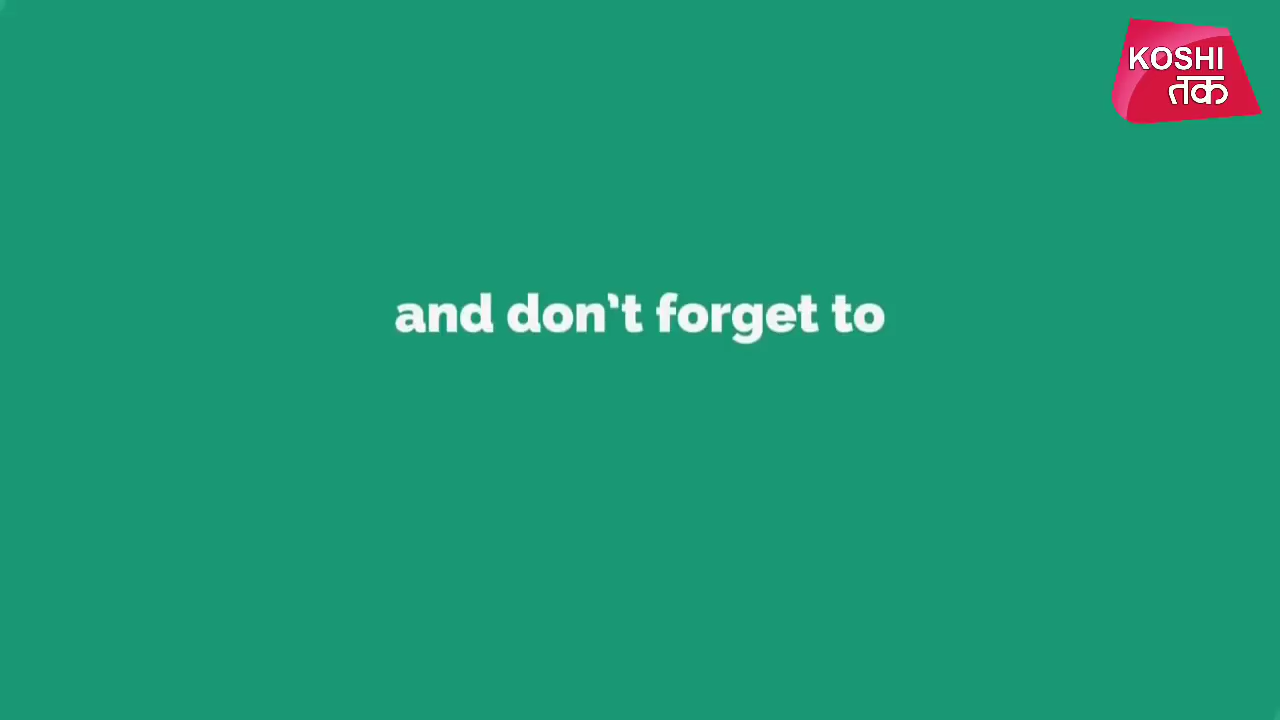 KOSHI
तक
and don't forget to